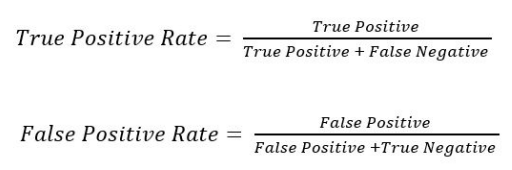 True Positive Rate = True Positive / True Positive + False Negative
False Positive Rate = False Positive / False Positive +True Negative